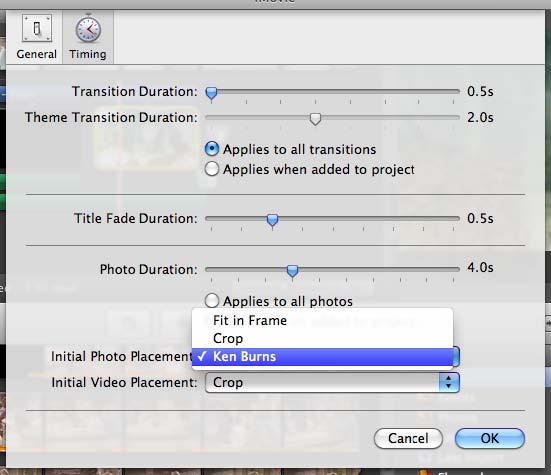 iMovie
General
Timing
Transition Duration: 0.5s
Theme Transition Duration: 2.0s
Applies to all transitions
Applies when added to project
Title Fade Duration: 0.5s
Photo Duration: 4.0s
Applies to all photos
Fit in Frame
Crop
Initial Photo Placement ✓ Ken Burns
Initial Video Placement: Crop
Cancel OK